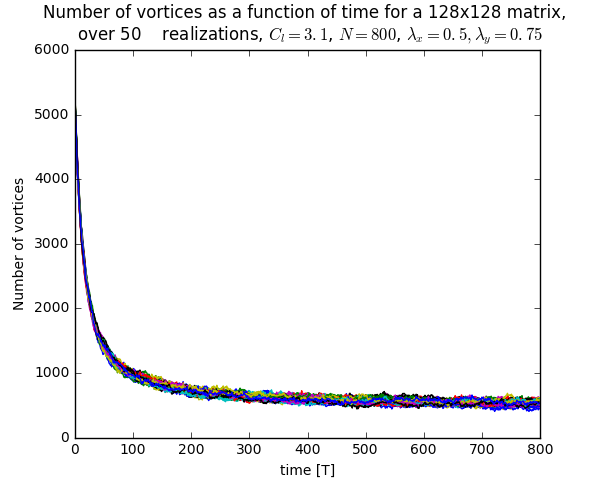 Number of vortices as a function of time for a 128x128 matrix,
over 50    realizations, $C_l = 3.1$, $N = 800$, $\lambda_x = 0.5, \lambda_y = 0.75$
6000
5000
4000
3000
2000
1000
0
Number of vortices
0 100 200 300 400 500 600 700 800
time [T]